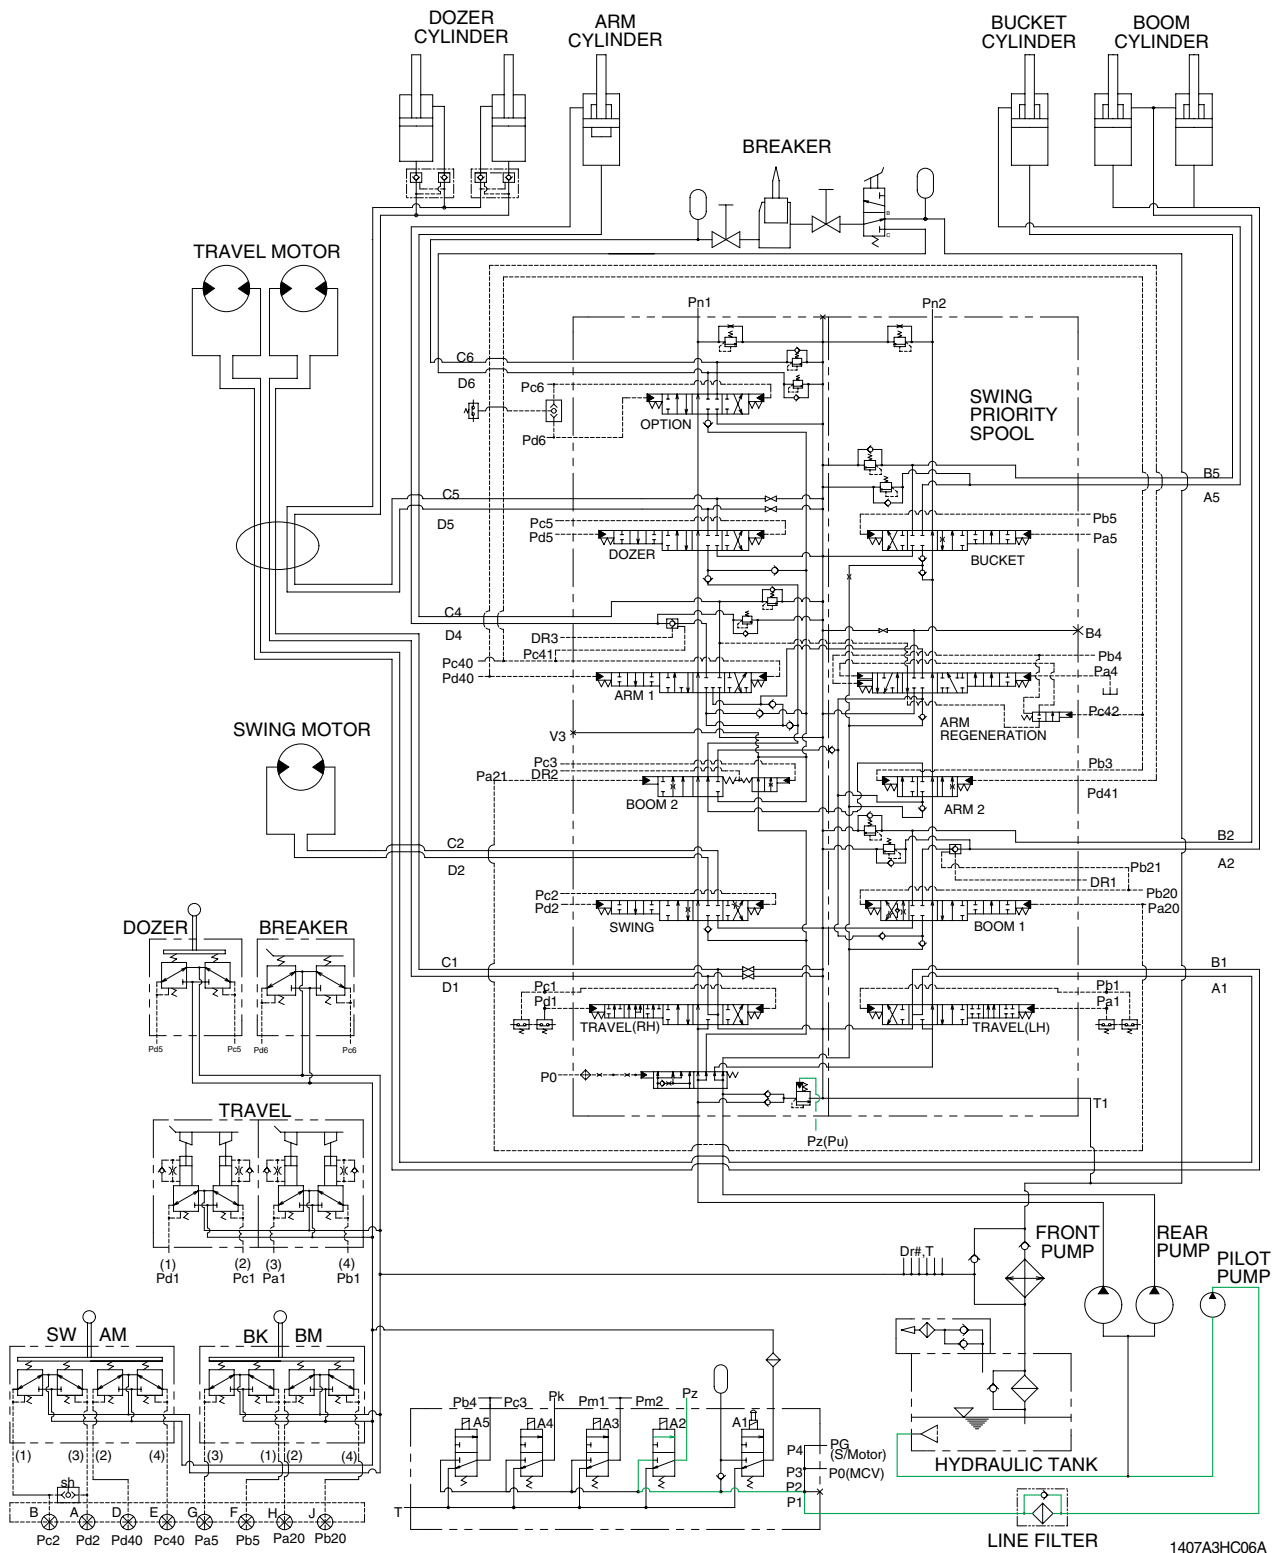 DOZER
CYLINDER
ARM
CYLINDER
BUCKET
CYLINDER
BOOM
CYLINDER
BREAKER
B
C
TRAVEL MOTOR
Pn1
Pn2
C6
D6
Pc6
Pd6
OPTION
SWING
PRIORITY
SPOOL
C5
D5
Pc5
Pd5
DOZER
B5
A5
Pb5
Pa5
BUCKET
C4
D4
DR3
Pc41
Pc40
Pd40
ARM 1
B4
Pb4
Pa4
Pc42
ARM
REGENERATION
SWING MOTOR
V3
Pc3
DR2
Pa21
BOOM 2
Pb3
Pd41
ARM 2
C2
D2
B2
A2
Pb21
DR1
Pc2
Pd2
SWING
Pb20
Pa20
BOOM 1
DOZER
BREAKER
Pd5
Pc5
Pd6
Pc6
C1
D1
Pc1
Pd1
TRAVEL(RH)
B1
A1
Pb1
Pa1
TRAVEL(LH)
P0
T1
Pz(Pu)
TRAVEL
(1)
Pd1
(2)
Pc1
(3)
Pa1
(4)
Pb1
Dr#,T
FRONT
PUMP
REAR
PUMP
PILOT
PUMP
SW
AM
BK
BM
(1)
(3)
(2)
(4)
(3)
(1)
(2)
(4)
sh
B
A
D
E
G
F
H
J
Pc2
Pd2
Pd40
Pc40
Pa5
Pb5
Pa20
Pb20
Pb4
Pc3
Pk
Pm1
Pm2
Pz
A5
A4
A3
A2
A1
T
P4
P3
P2
P1
PG
(S/Motor)
P0(MCV)
HYDRAULIC TANK
LINE FILTER
1407A3HC06A